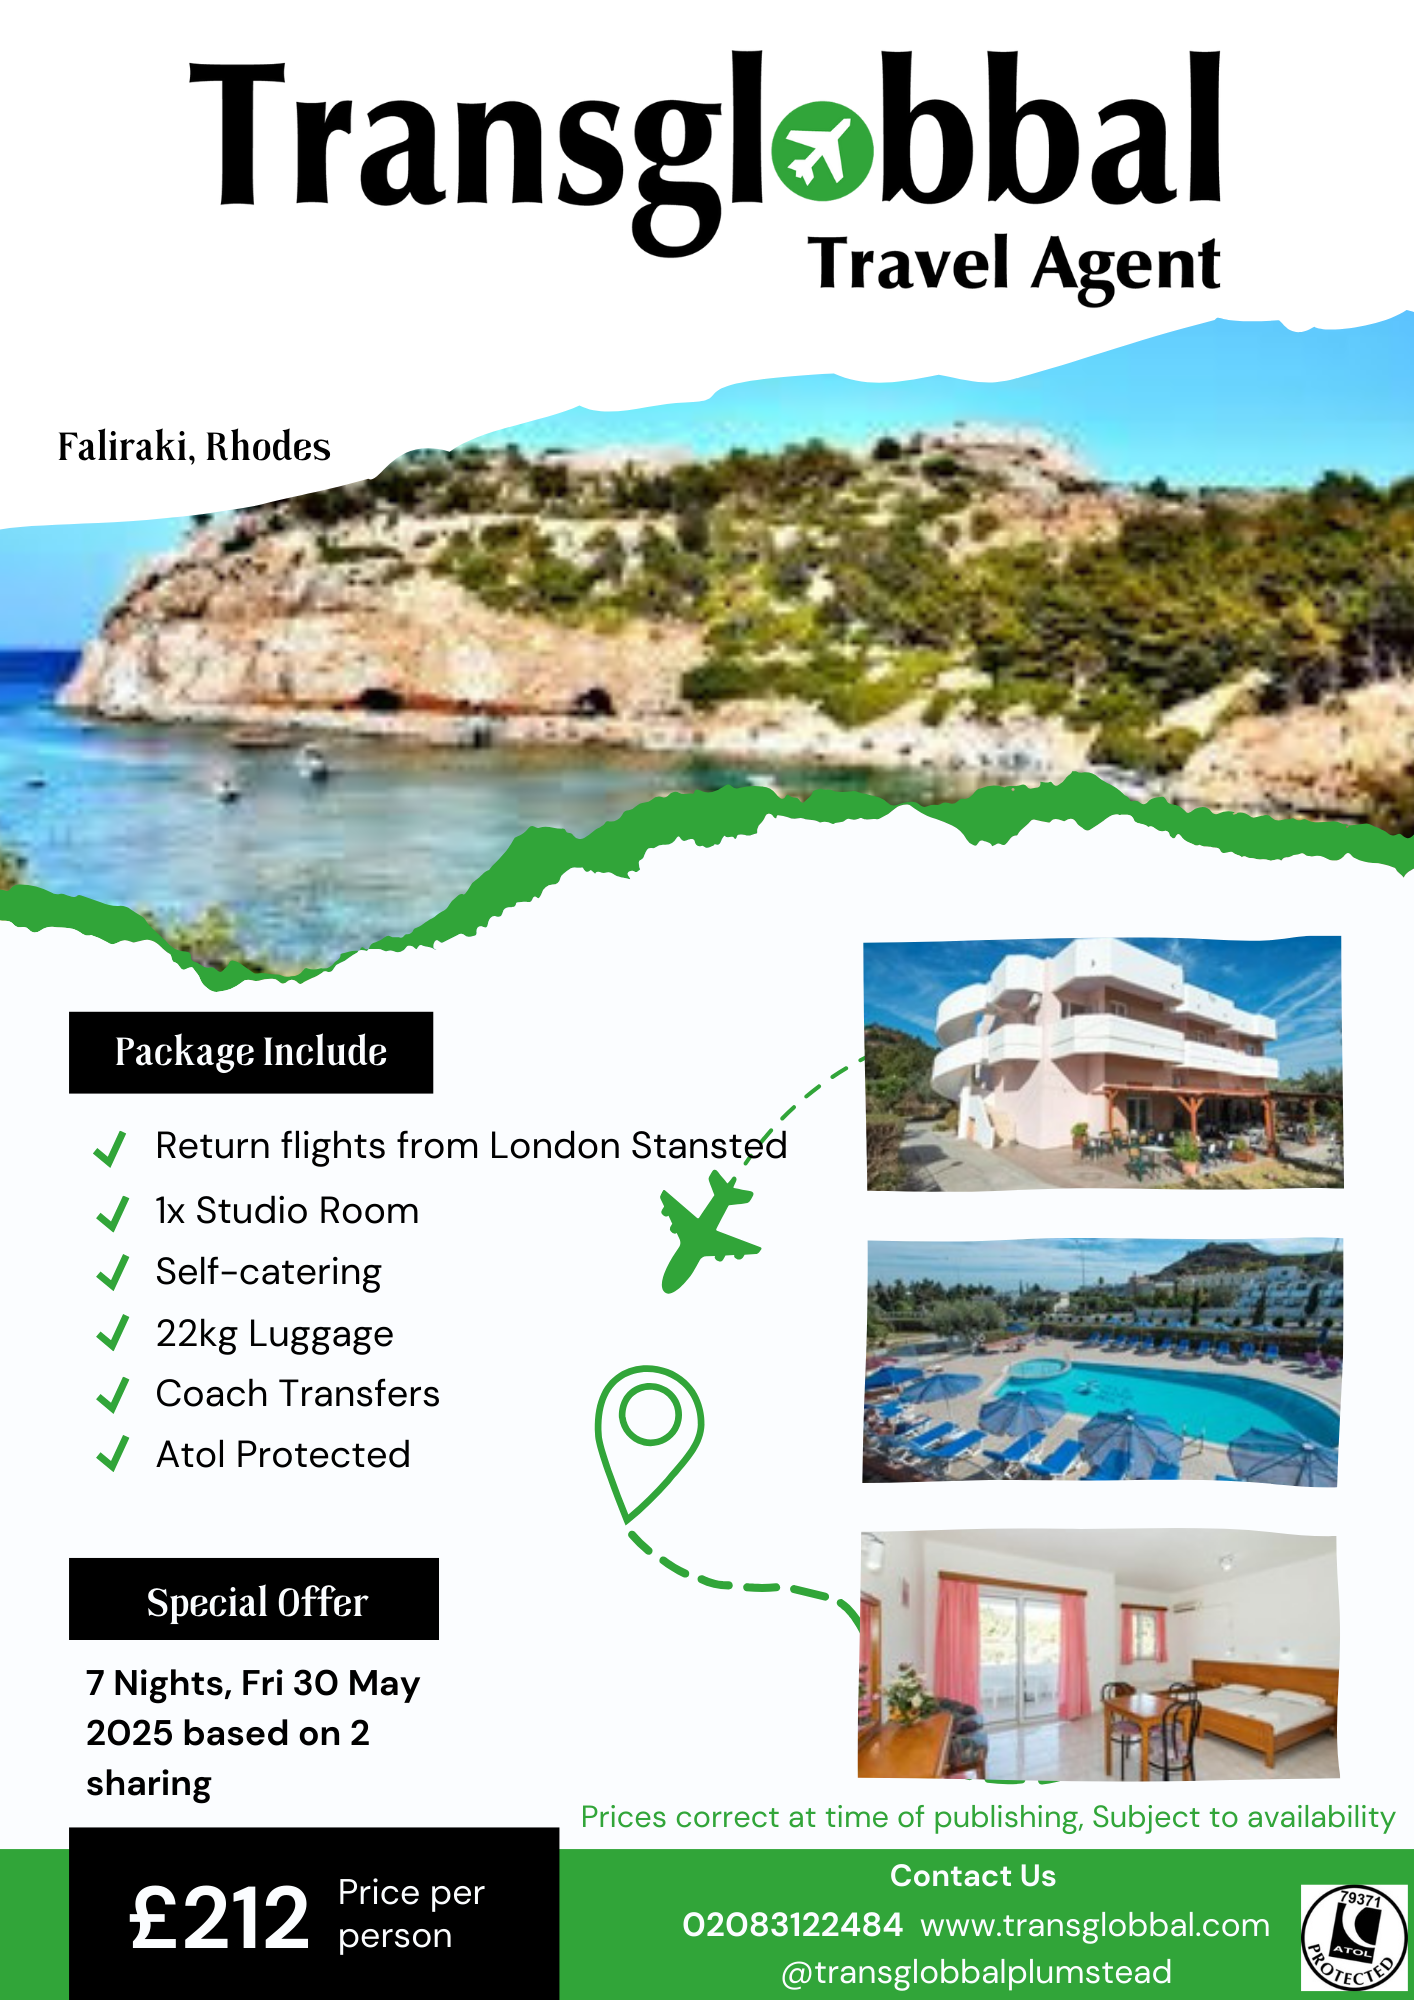 Transglobbal
Travel Agent
Faliraki, Rhodes
Package Include
Return flights from London Stansted
1x Studio Room
Self-catering
22kg Luggage
Coach Transfers
Atol Protected
Special Offer
7 Nights, Fri 30 May
2025 based on 2
sharing
Prices correct at time of publishing, Subject to availability
£212
Price per
person
Contact Us
02083122484 www.transglobbal.com
@transglobbalplumstead
79371
ATOL
PROTECTED